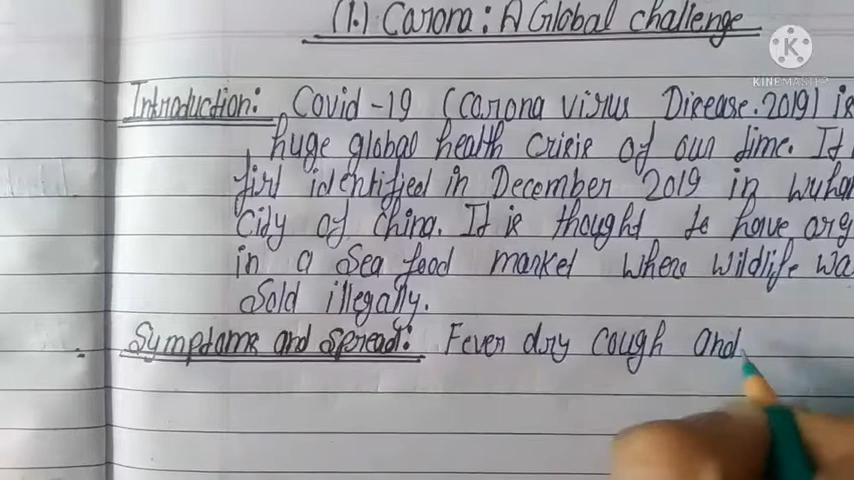 (1.) Carona: A Global challenge
KINEMASTER
Introduction: Covid-19 (Carona virus Disease.2019) is
huge global health crisis of our time. It
first identified in December 2019 in Wuha
City of China. It is thought to have org
in a Sea food market where wildlife wa
Sold illegally.
Symptoms and Spread: Fever dry cough and